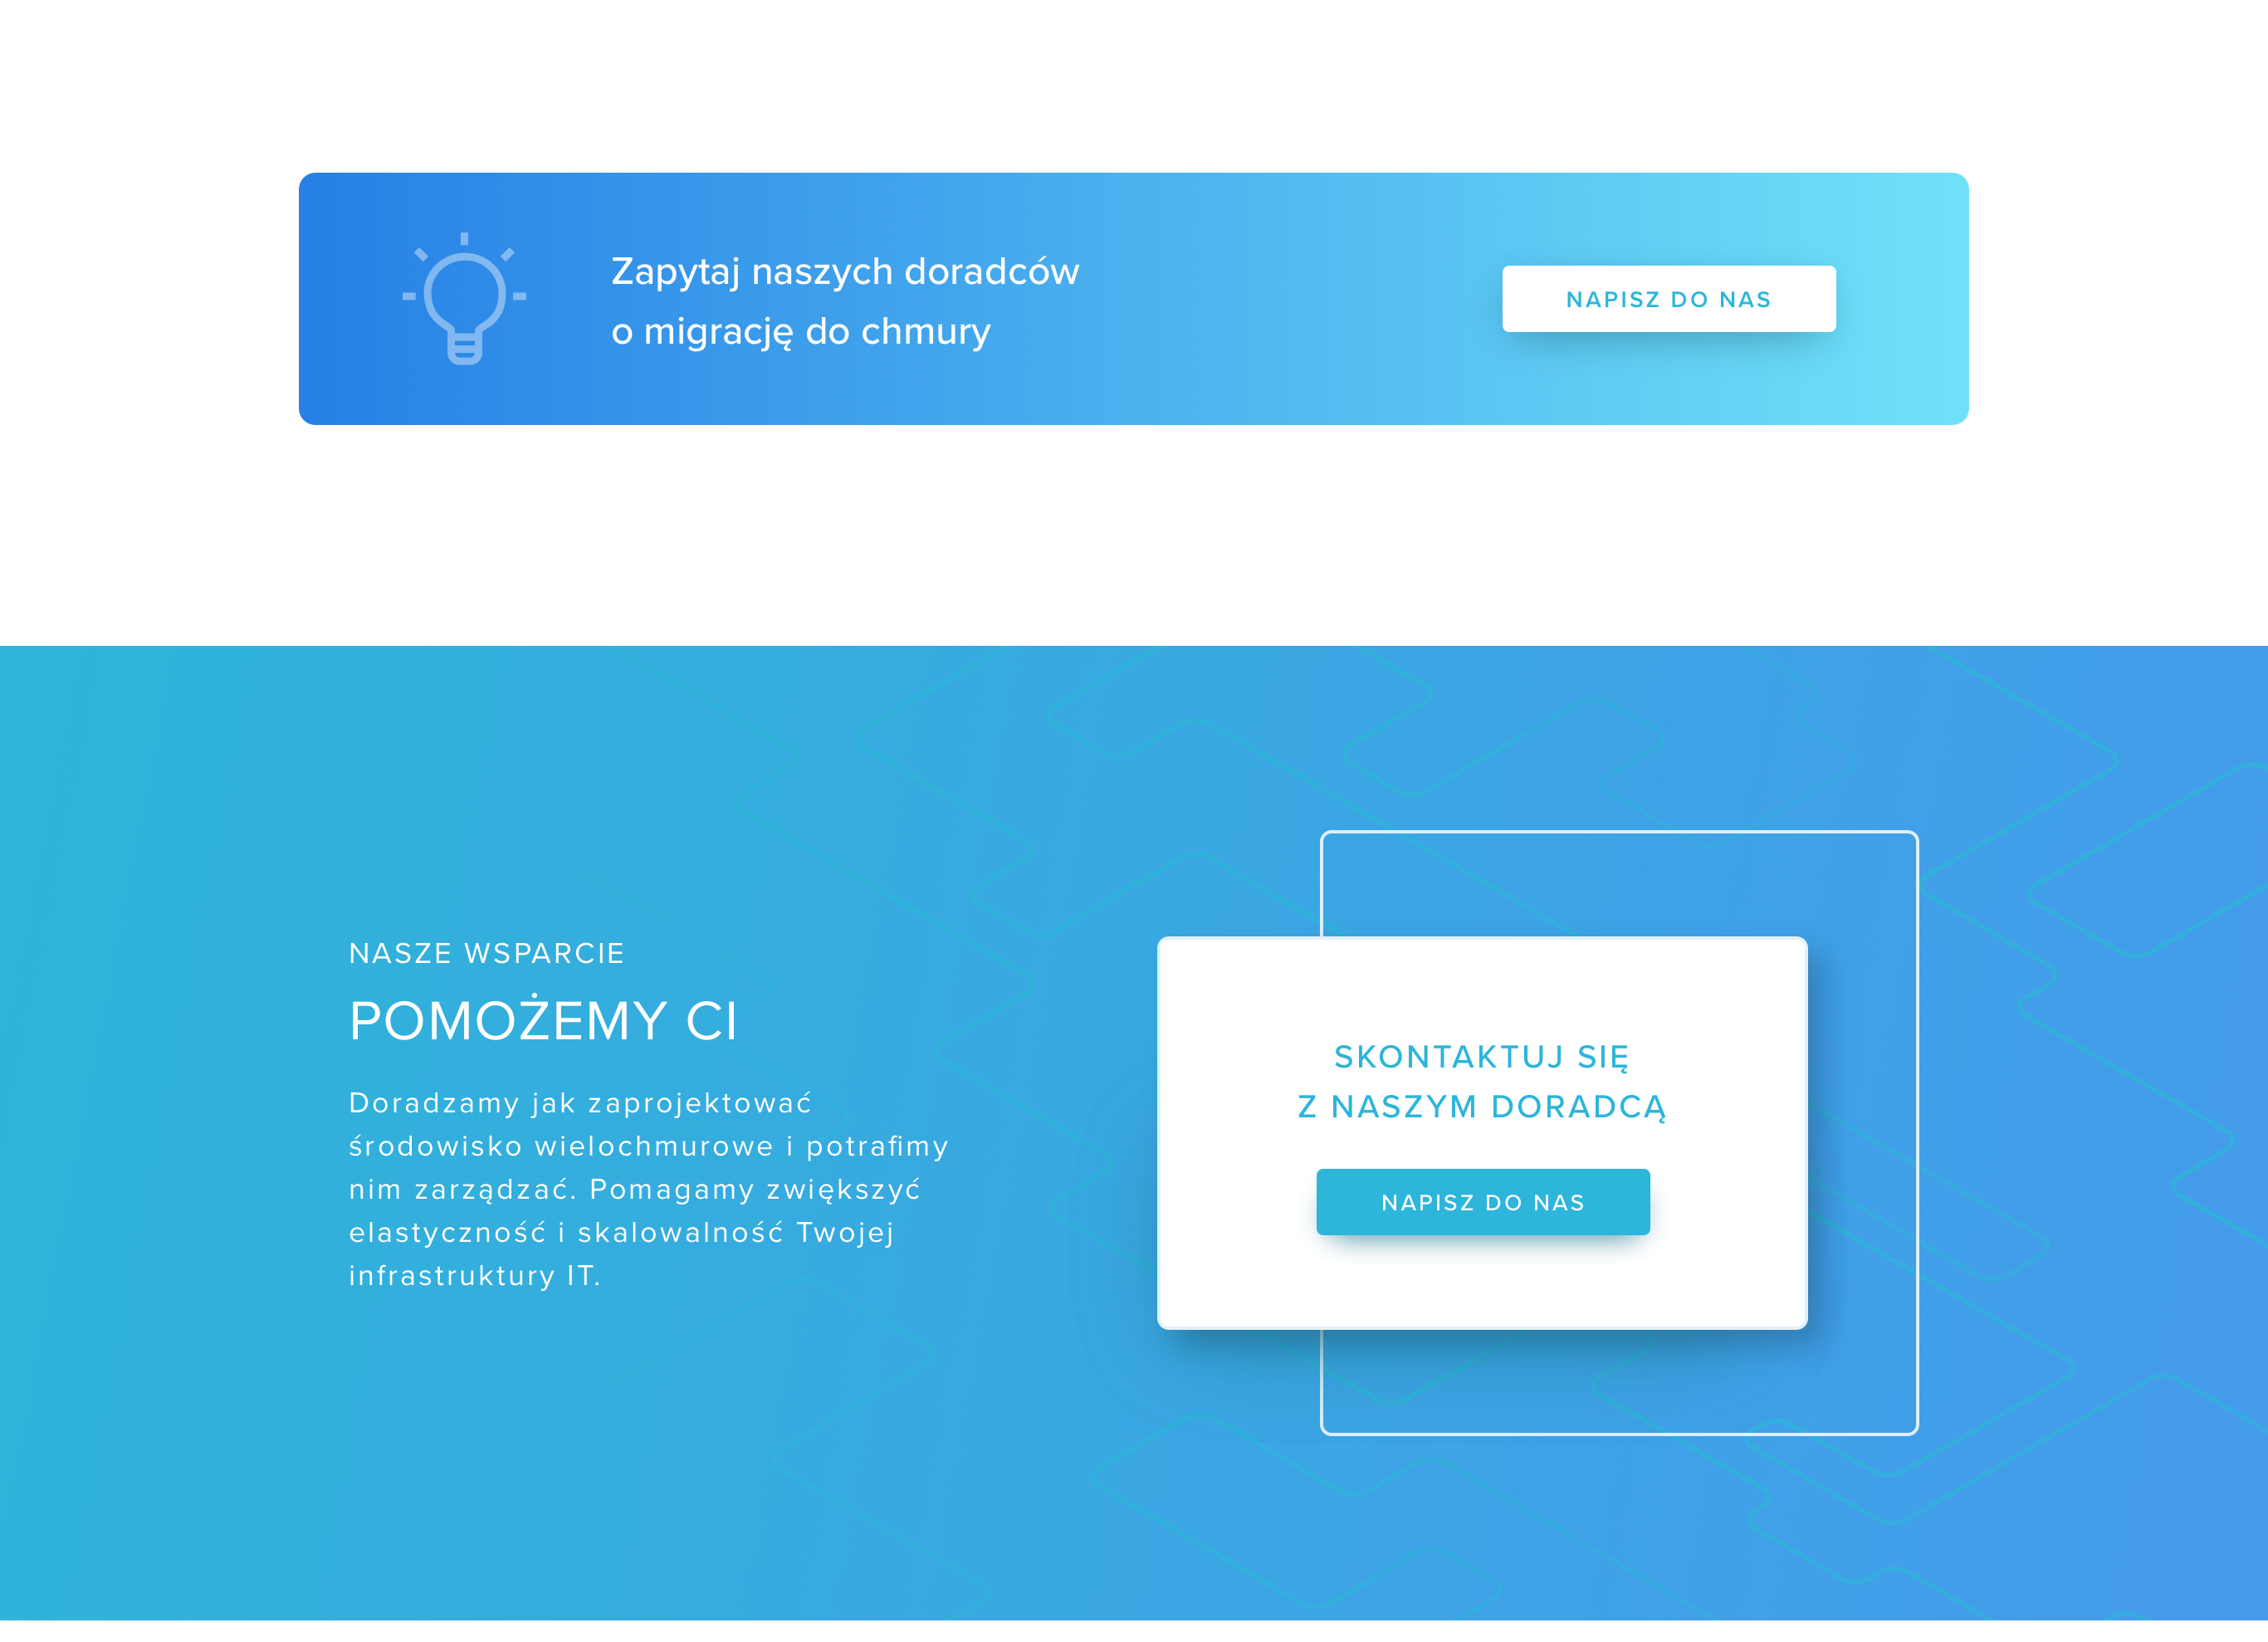 Zapytaj naszych doradców
o migrację do chmury
NAPISZ DO NAS
NASZE WSPARCIE
POMOŻEMY CI
Doradzamy jak zaprojektować
środowisko wielochmurowe i potrafimy
nim zarządzać. Pomagamy zwiększyć
elastyczność i skalowalność Twojej
infrastruktury IT.
SKONTAKTUJ SIĘ
Z NASZYM DORADCĄ
NAPISZ DO NAS